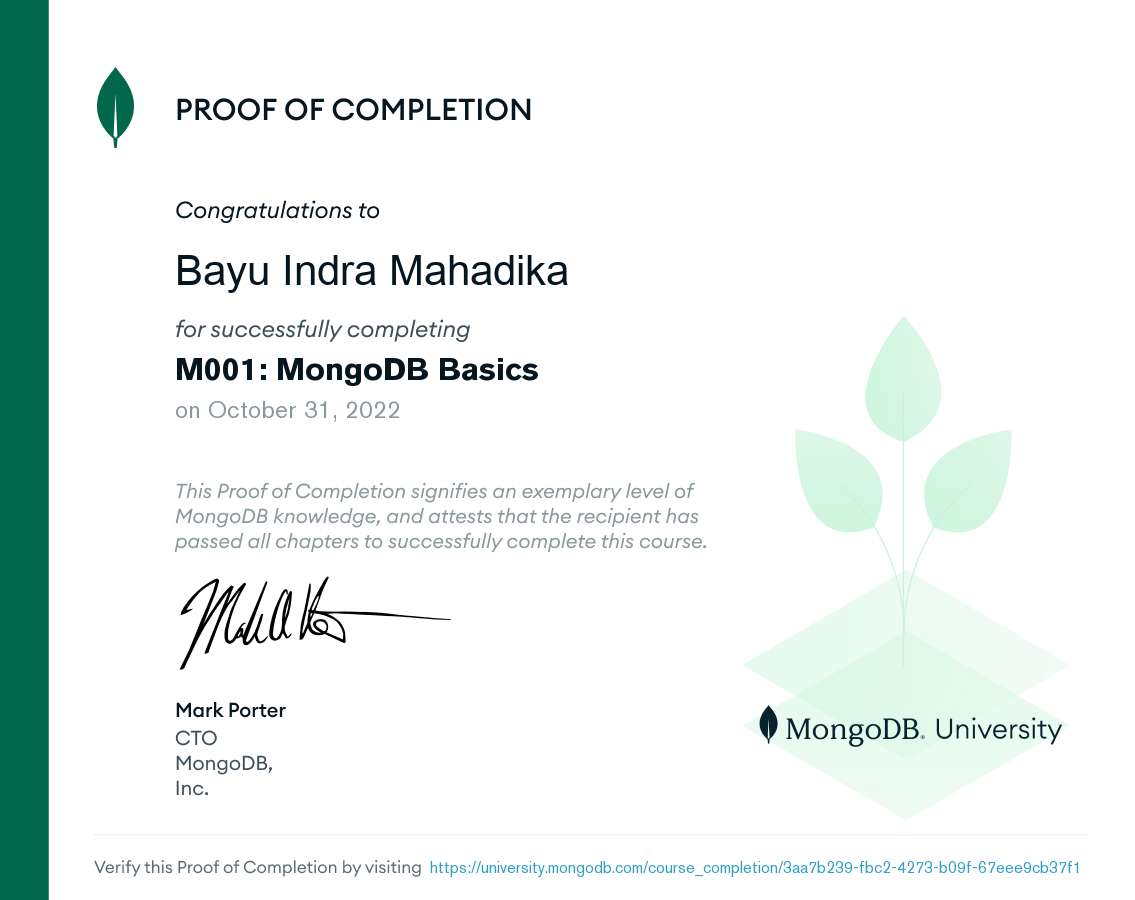 PROOF OF COMPLETION
Congratulations to
Bayu Indra Mahadika
for successfully completing
M001: MongoDB Basics
on October 31, 2022
This Proof of Completion signifies an exemplary level of
MongoDB knowledge, and attests that the recipient has
passed all chapters to successfully complete this course.
Mark Porter
CTO
MongoDB,
Inc.
MongoDB. University
Verify this Proof of Completion by visiting https://university.mongodb.com/course_completion/3aa7b239-fbc2-4273-b09f-67eee9cb37f1